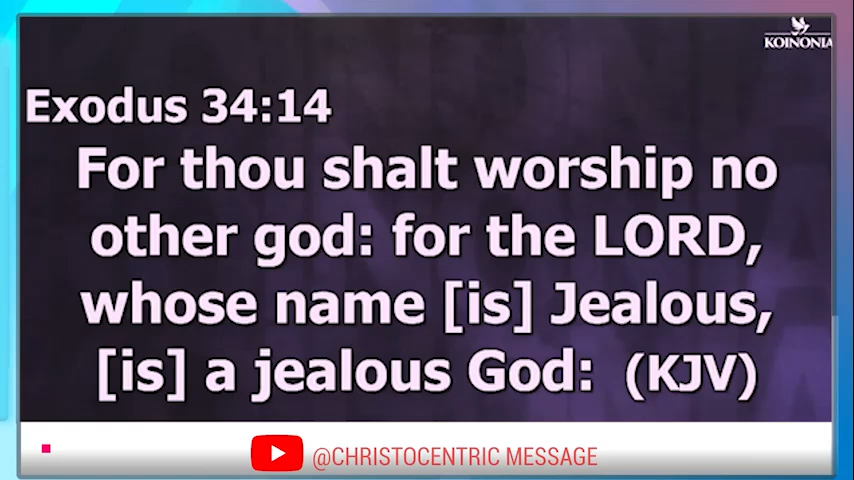 KOINONIA
Exodus 34:14
For thou shalt worship no
other god: for the LORD,
whose name [is] Jealous,
[is] a jealous God: (KJV)
@CHRISTOCENTRIC MESSAGE